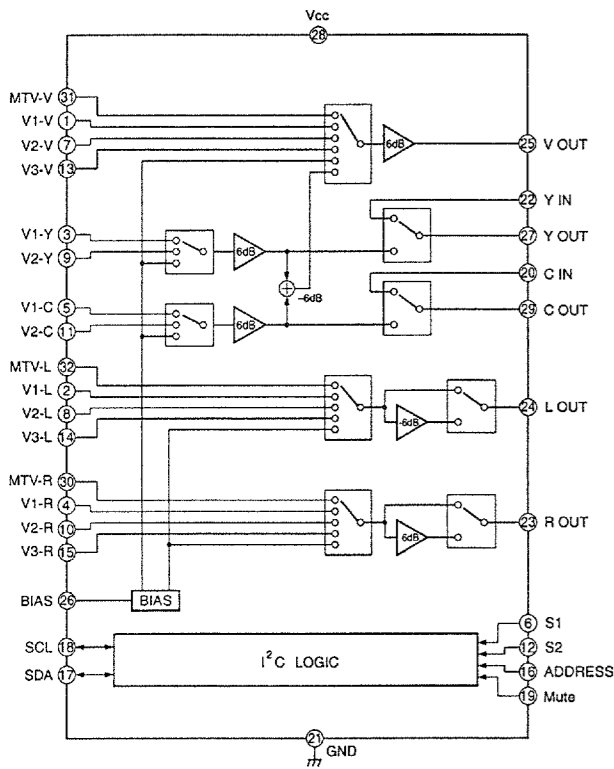 Vcc
28
MTV-V 31
V1-V 1
V2-V 7
V3-V 13
6dB
25 V OUT
22 Y IN
V1-Y 3
V2-Y 9
6dB
27 Y OUT
20 C IN
-6dB
V1-C 5
V2-C 11
6dB
29 C OUT
MTV-L 32
V1-L 2
V2-L 8
V3-L 14
-6dB
24 L OUT
MTV-R 30
V1-R 4
V2-R 10
V3-R 15
-6dB
23 R OUT
BIAS 26
BIAS
SCL 18
SDA 17
I²C LOGIC
6 S1
12 S2
16 ADDRESS
19 Mute
21
GND